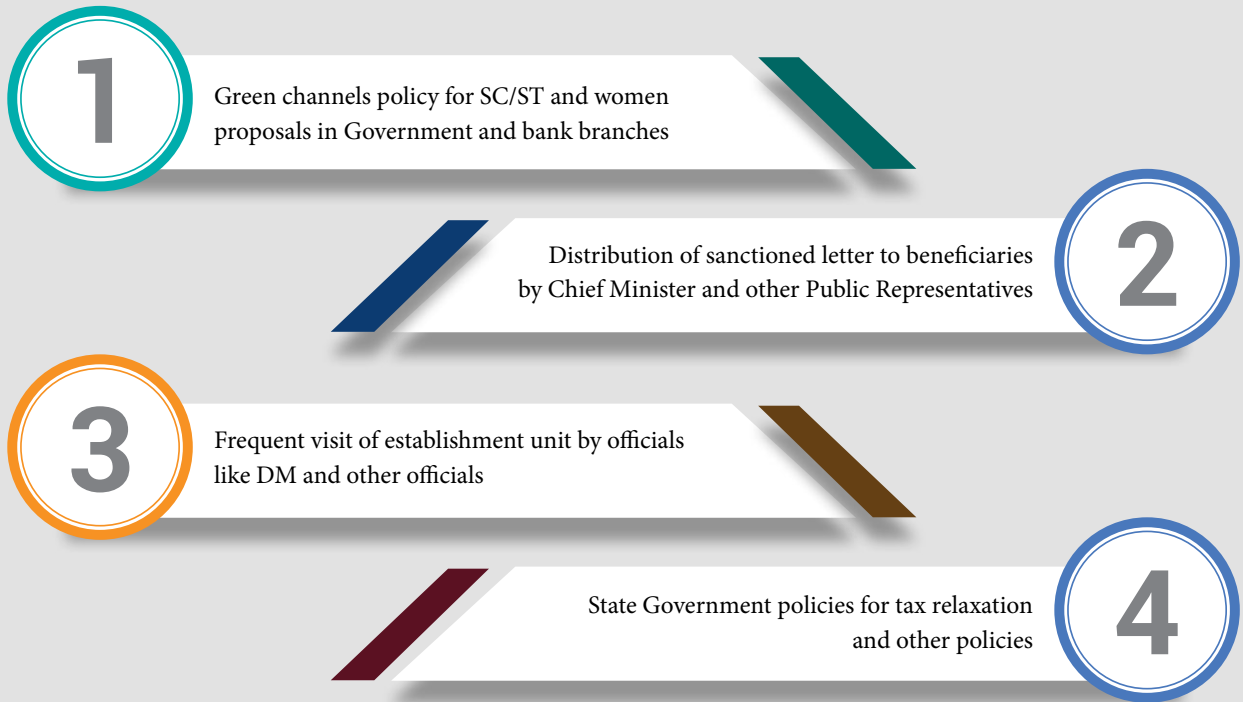 1
Green channels policy for SC/ST and women
proposals in Government and bank branches
2
Distribution of sanctioned letter to beneficiaries
by Chief Minister and other Public Representatives
3
Frequent visit of establishment unit by officials
like DM and other officials
4
State Government policies for tax relaxation
and other policies